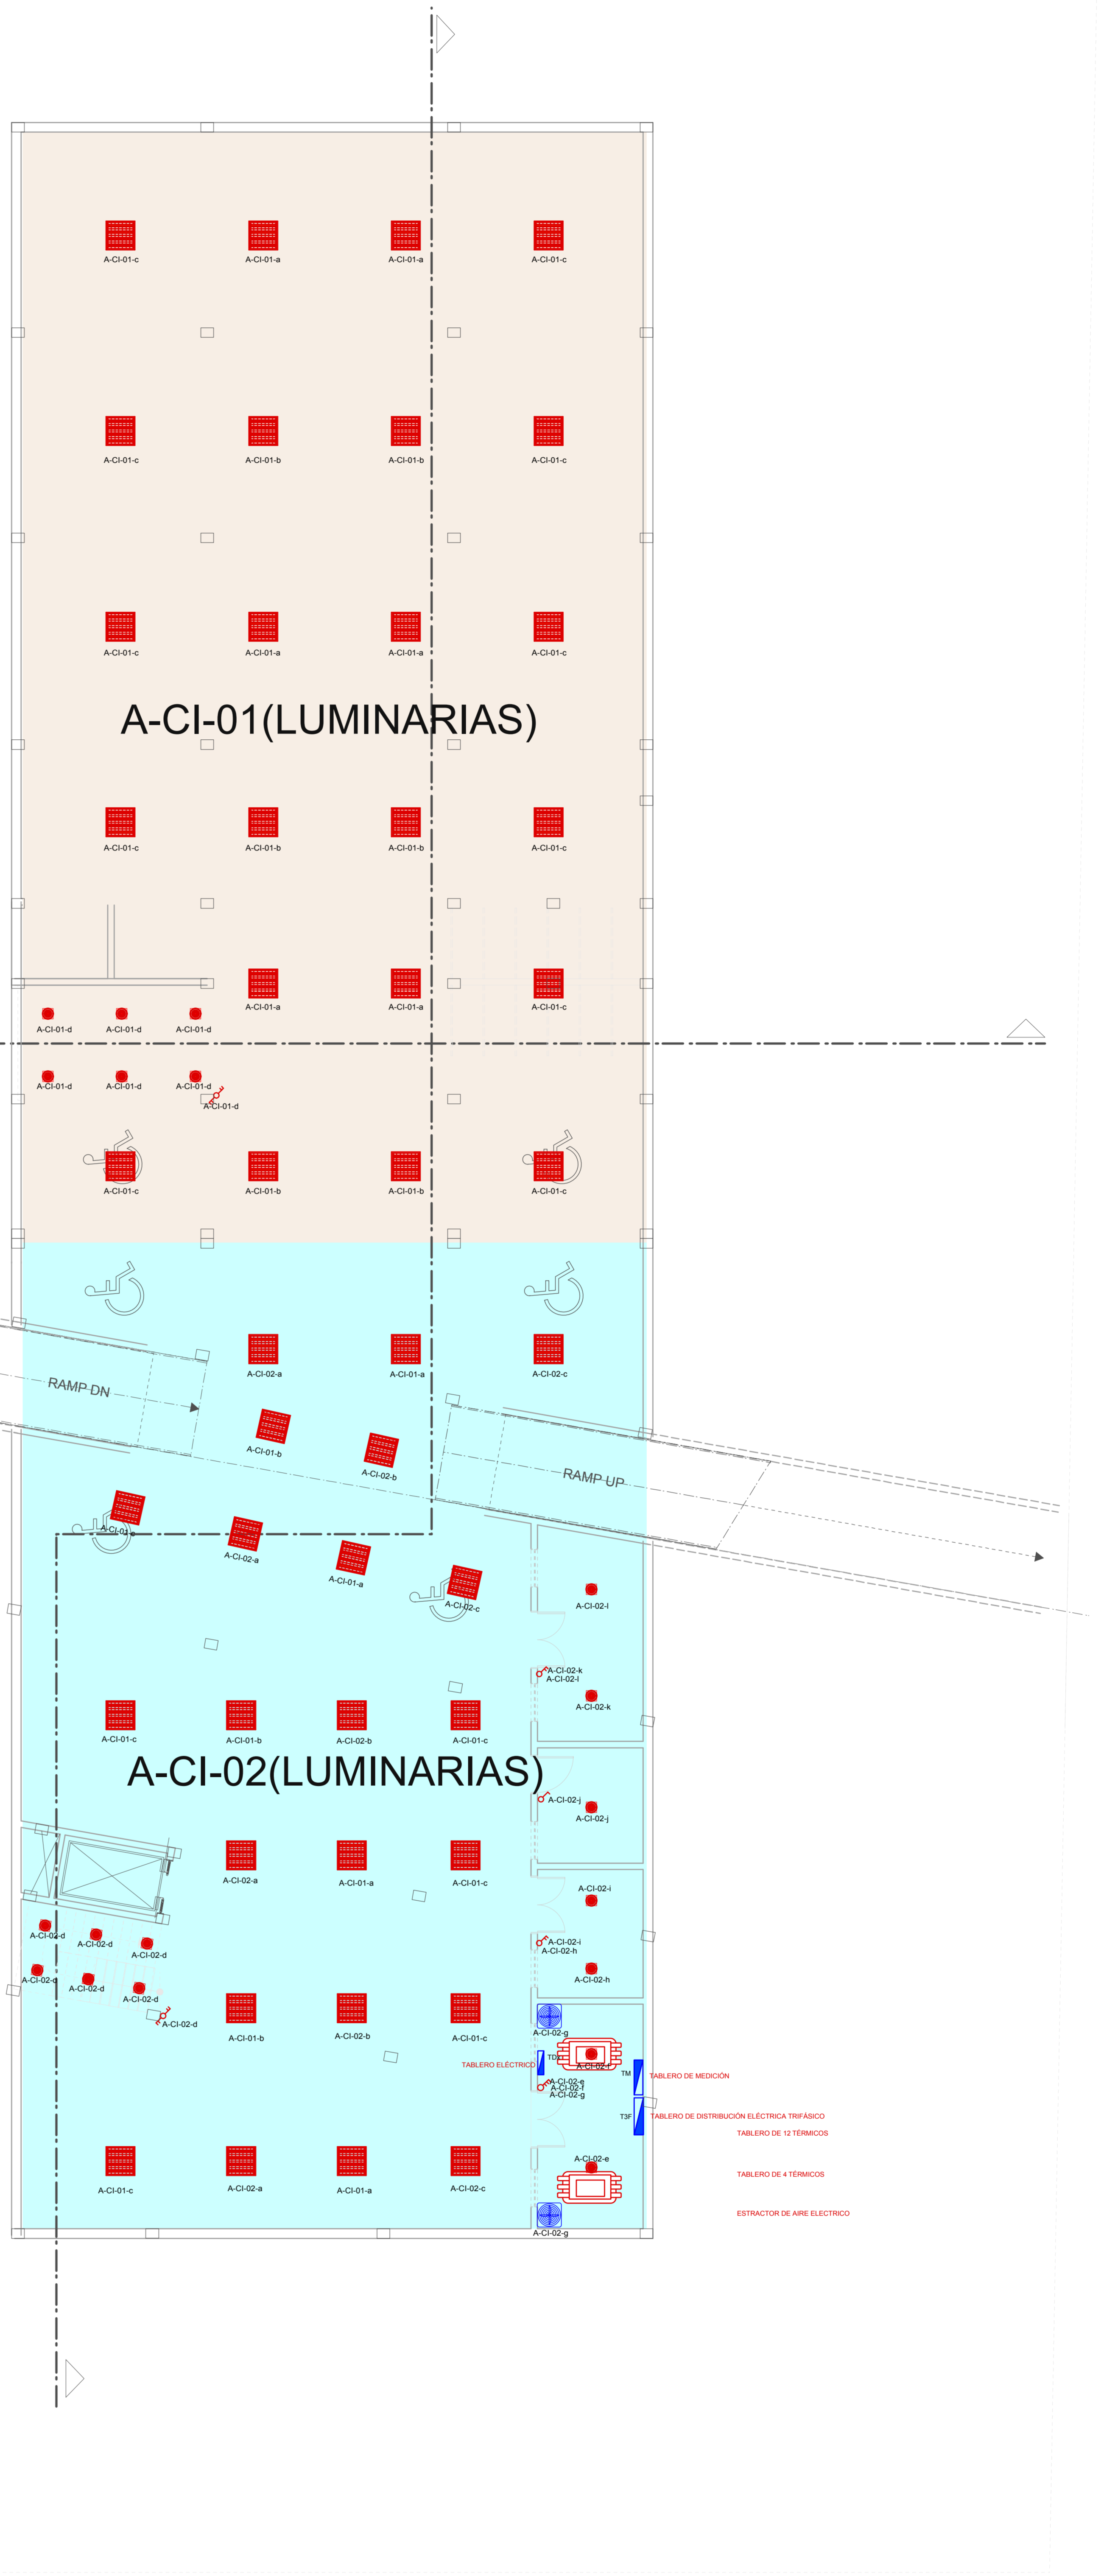 A-CI-01-c
A-CI-01-a
A-CI-01-a
A-CI-01-c
A-CI-01-c
A-CI-01-b
A-CI-01-b
A-CI-01-c
A-CI-01-c
A-CI-01-a
A-CI-01-a
A-CI-01-c
A-CI-01(LUMINARIAS)
A-CI-01-c
A-CI-01-b
A-CI-01-b
A-CI-01-c
A-CI-01-a
A-CI-01-a
A-CI-01-c
A-CI-01-d
A-CI-01-d
A-CI-01-d
A-CI-01-d
A-CI-01-d
A-CI-01-d
A-CI-01-d
A-CI-01-c
A-CI-01-b
A-CI-01-b
A-CI-01-c
A-CI-02-a
A-CI-01-a
A-CI-02-c
RAMP DN
A-CI-01-b
A-CI-02-b
RAMP UP
A-CI-01-c
A-CI-02-a
A-CI-01-a
A-CI-02-c
A-CI-02-l
A-CI-02-k
A-CI-02-l
A-CI-02-k
A-CI-01-c
A-CI-01-b
A-CI-02-b
A-CI-01-c
A-CI-02(LUMINARIAS)
A-CI-02-j
A-CI-02-j
A-CI-02-a
A-CI-01-a
A-CI-01-c
A-CI-02-i
A-CI-02-d
A-CI-02-d
A-CI-02-d
A-CI-02-i
A-CI-02-h
A-CI-02-d
A-CI-02-d
A-CI-02-d
A-CI-02-h
A-CI-02-d
A-CI-02-g
A-CI-01-b
A-CI-02-b
A-CI-01-c
TABLERO ELÉCTRICO
A-CI-02-f
TM
TABLERO DE MEDICIÓN
A-CI-02-e
A-CI-02-f
A-CI-02-g
T3F
TABLERO DE DISTRIBUCIÓN ELÉCTRICA TRIFÁSICO
TABLERO DE 12 TÉRMICOS
A-CI-02-e
TABLERO DE 4 TÉRMICOS
A-CI-01-c
A-CI-02-a
A-CI-01-a
A-CI-02-c
ESTRACTOR DE AIRE ELECTRICO
A-CI-02-g